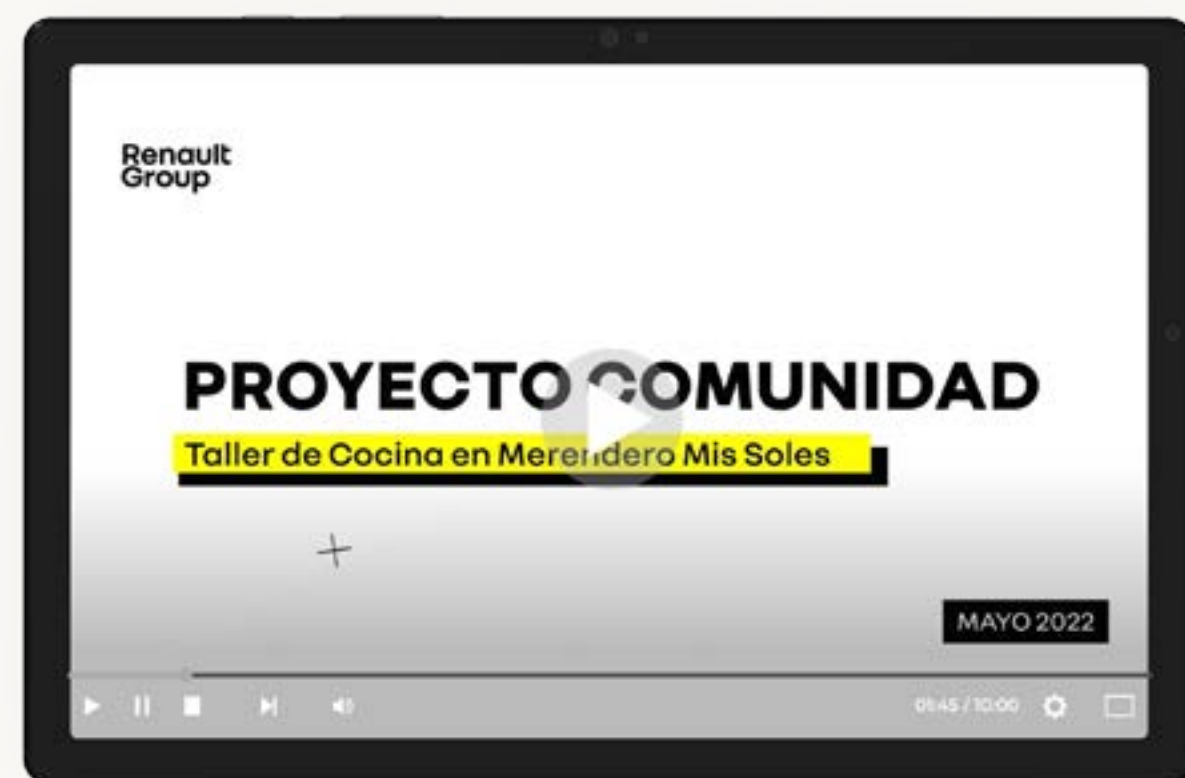 Renault
Group
PROYECTO COMUNIDAD
Taller de Cocina en Merendero Mis Soles
MAYO 2022
01:45 / 10:00